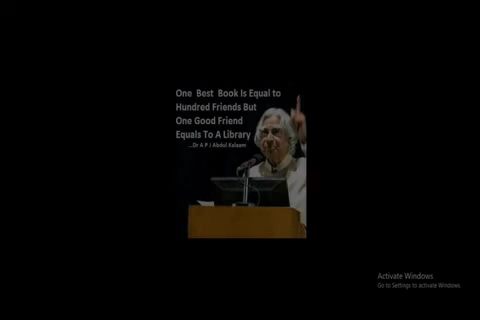 One Best Book is Equal to
Hundred Friends But
One Good Friend
Equals To A Library
...Dr A P J Abdul Kalaam
Activate Windows
Go to Settings to activate Windows.